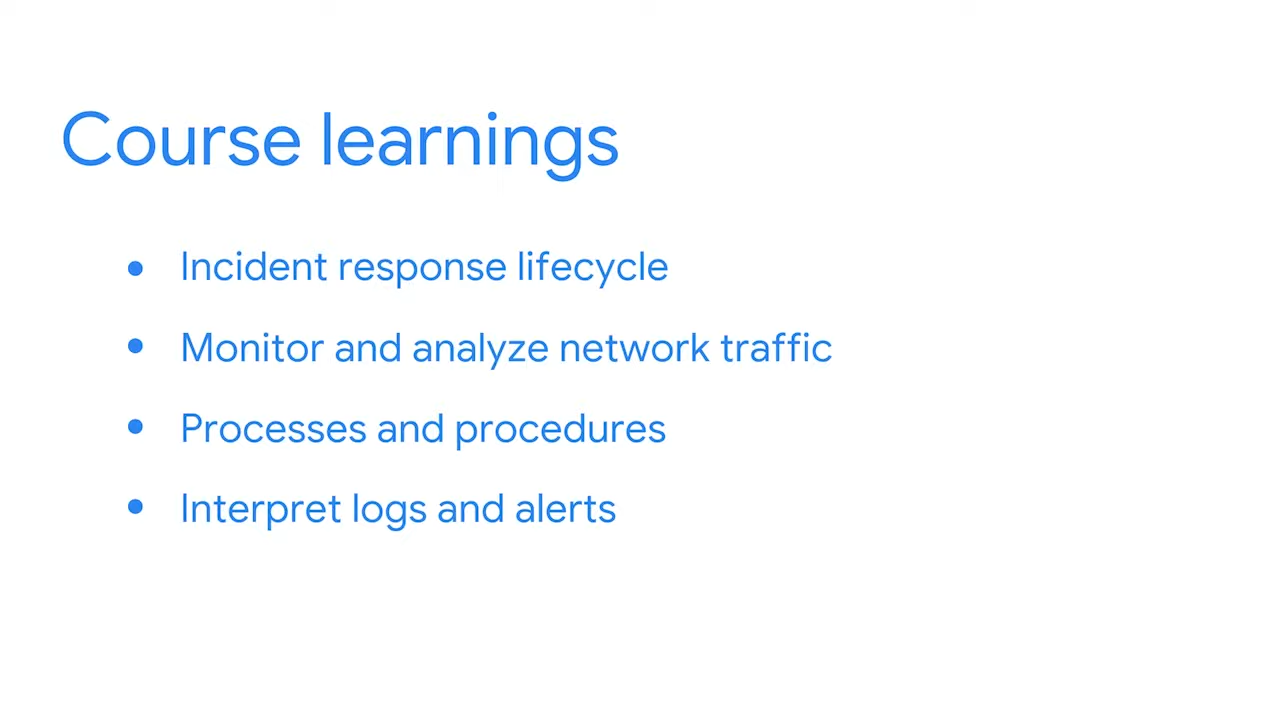 Course learnings
• Incident response lifecycle
• Monitor and analyze network traffic
• Processes and procedures
• Interpret logs and alerts